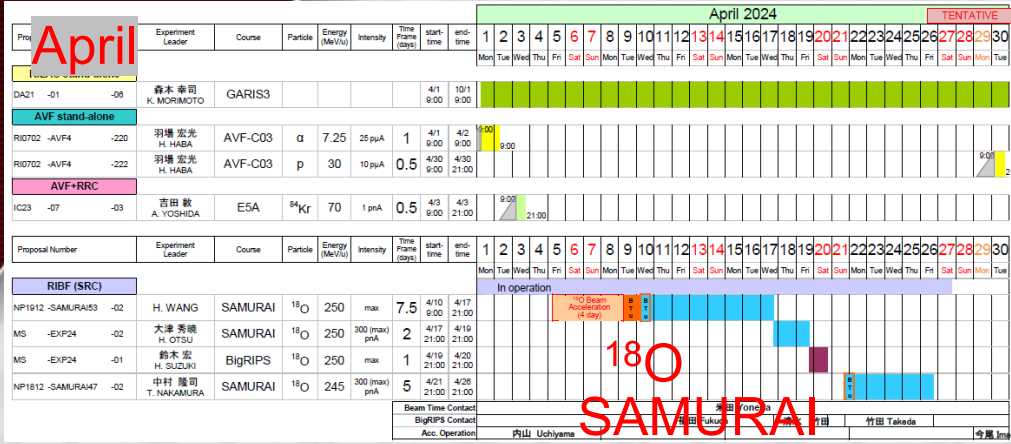 April 2024 TENTATIVE
April
Experiment Leader Course Particle Energy (MeV/u) Intensity Time Frame (days) start-time end-time 1 2 3 4 5 6 7 8 9 10 11 12 13 14 15 16 17 18 19 20 21 22 23 24 25 26 27 28 29 30
Mon Tue Wed Thu Fri Sat Sun Mon Tue Wed Thu Fri Sat Sun Mon Tue Wed Thu Fri Sat Sun Mon Tue Wed Thu Fri Sat Sun Mon Tue
DA21 -01 -06 森本 幸司 K. MORIMOTO GARIS3 4/1 9:00 10/1 9:00
AVF stand-alone
RI0702 -AVF4 -220 羽場 宏光 H. HABA AVF-C03 α 7.25 25 pµA 1 4/1 9:00 4/2 9:00 9:00 9:00
RI0702 -AVF4 -222 羽場 宏光 H. HABA AVF-C03 p 30 10 pµA 0.5 4/30 9:00 4/30 21:00 9:00
AVF+RRC
IC23 -07 -03 吉田 敦 A. YOSHIDA E5A 84Kr 70 1 pnA 0.5 4/3 9:00 4/3 21:00 9:00 21:00
Proposal Number Experiment Leader Course Particle Energy (MeV/u) Intensity Time Frame (days) start-time end-time 1 2 3 4 5 6 7 8 9 10 11 12 13 14 15 16 17 18 19 20 21 22 23 24 25 26 27 28 29 30
Mon Tue Wed Thu Fri Sat Sun Mon Tue Wed Thu Fri Sat Sun Mon Tue Wed Thu Fri Sat Sun Mon Tue Wed Thu Fri Sat Sun Mon Tue
RIBF (SRC) In operation
NP1912 -SAMURAI53 -02 H. WANG SAMURAI 18O 250 max 7.5 4/10 9:00 4/17 21:00 18O Beam Acceleration (4 day) BTu BTu
MS -EXP24 -02 大津 秀暁 H. OTSU SAMURAI 18O 250 300 (max) pnA 2 4/17 21:00 4/19 21:00
MS -EXP24 -01 鈴木 宏 H. SUZUKI BigRIPS 18O 250 max 1 4/19 21:00 4/20 21:00
NP1812 -SAMURAI47 -02 中村 隆司 T. NAKAMURA SAMURAI 18O 245 300 (max) pnA 5 4/21 21:00 4/26 21:00 BTu
18O
SAMURAI
Beam Time Contact 米田 Yoneda
BigRIPS Contact 竹田 竹田 Takeda
Acc. Operation 内山 Uchiyama 今尾